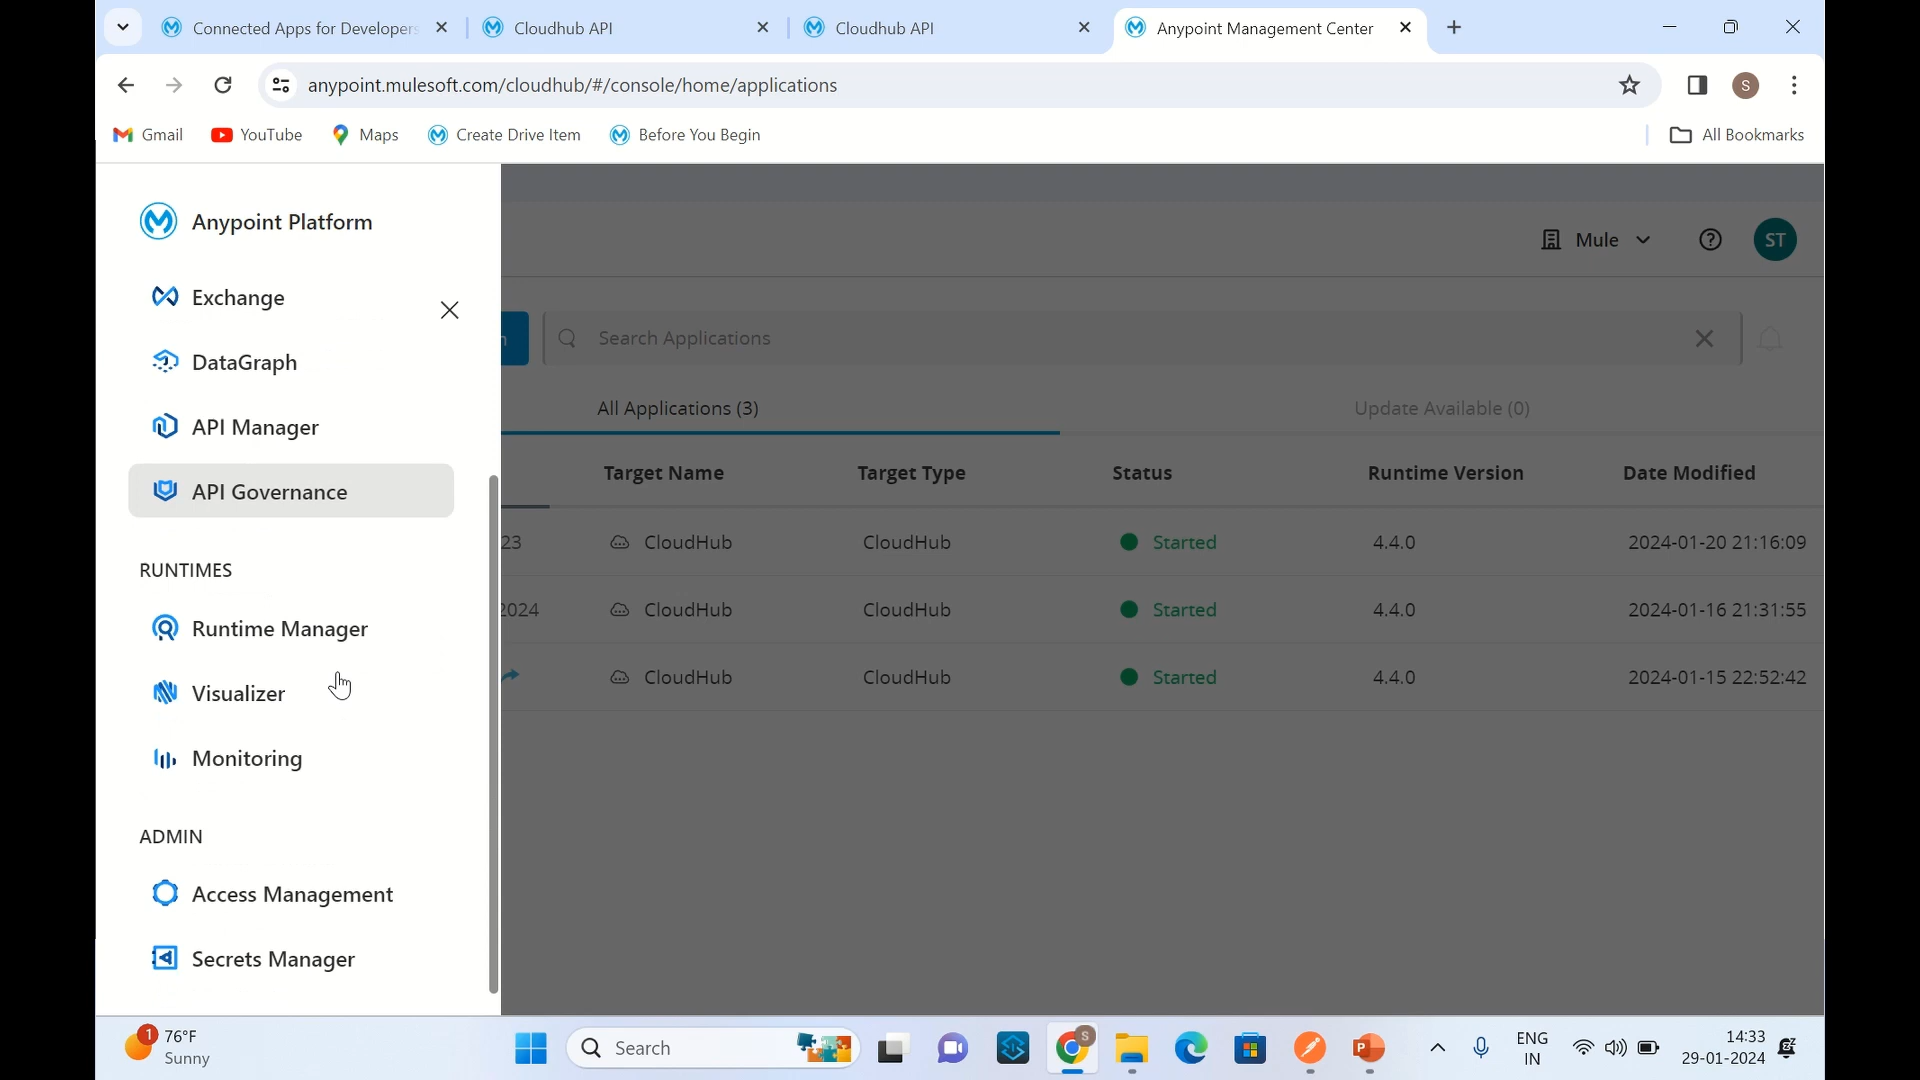 Connected Apps for Developers
Cloudhub API
Cloudhub API
Anypoint Management Center
anypoint.mulesoft.com/cloudhub/#/console/home/applications
S
Gmail
YouTube
Maps
Create Drive Item
Before You Begin
All Bookmarks
Anypoint Platform
Exchange
DataGraph
API Manager
API Governance
RUNTIMES
Runtime Manager
Visualizer
Monitoring
ADMIN
Access Management
Secrets Manager
Mule
ST
n
Search Applications
All Applications (3)
Update Available (0)
Target Name Target Type Status Runtime Version Date Modified
23 CloudHub CloudHub Started 4.4.0 2024-01-20 21:16:09
2024 CloudHub CloudHub Started 4.4.0 2024-01-16 21:31:55
CloudHub CloudHub Started 4.4.0 2024-01-15 22:52:42
1
76°F
Sunny
Search
S
P
ENG
IN
14:33
29-01-2024